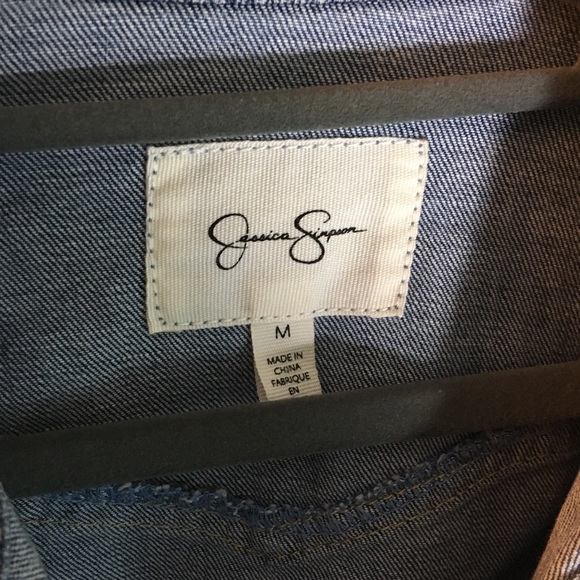 Jessica Simpson
M
MADE IN
CHINA
FABRIQUE
EN